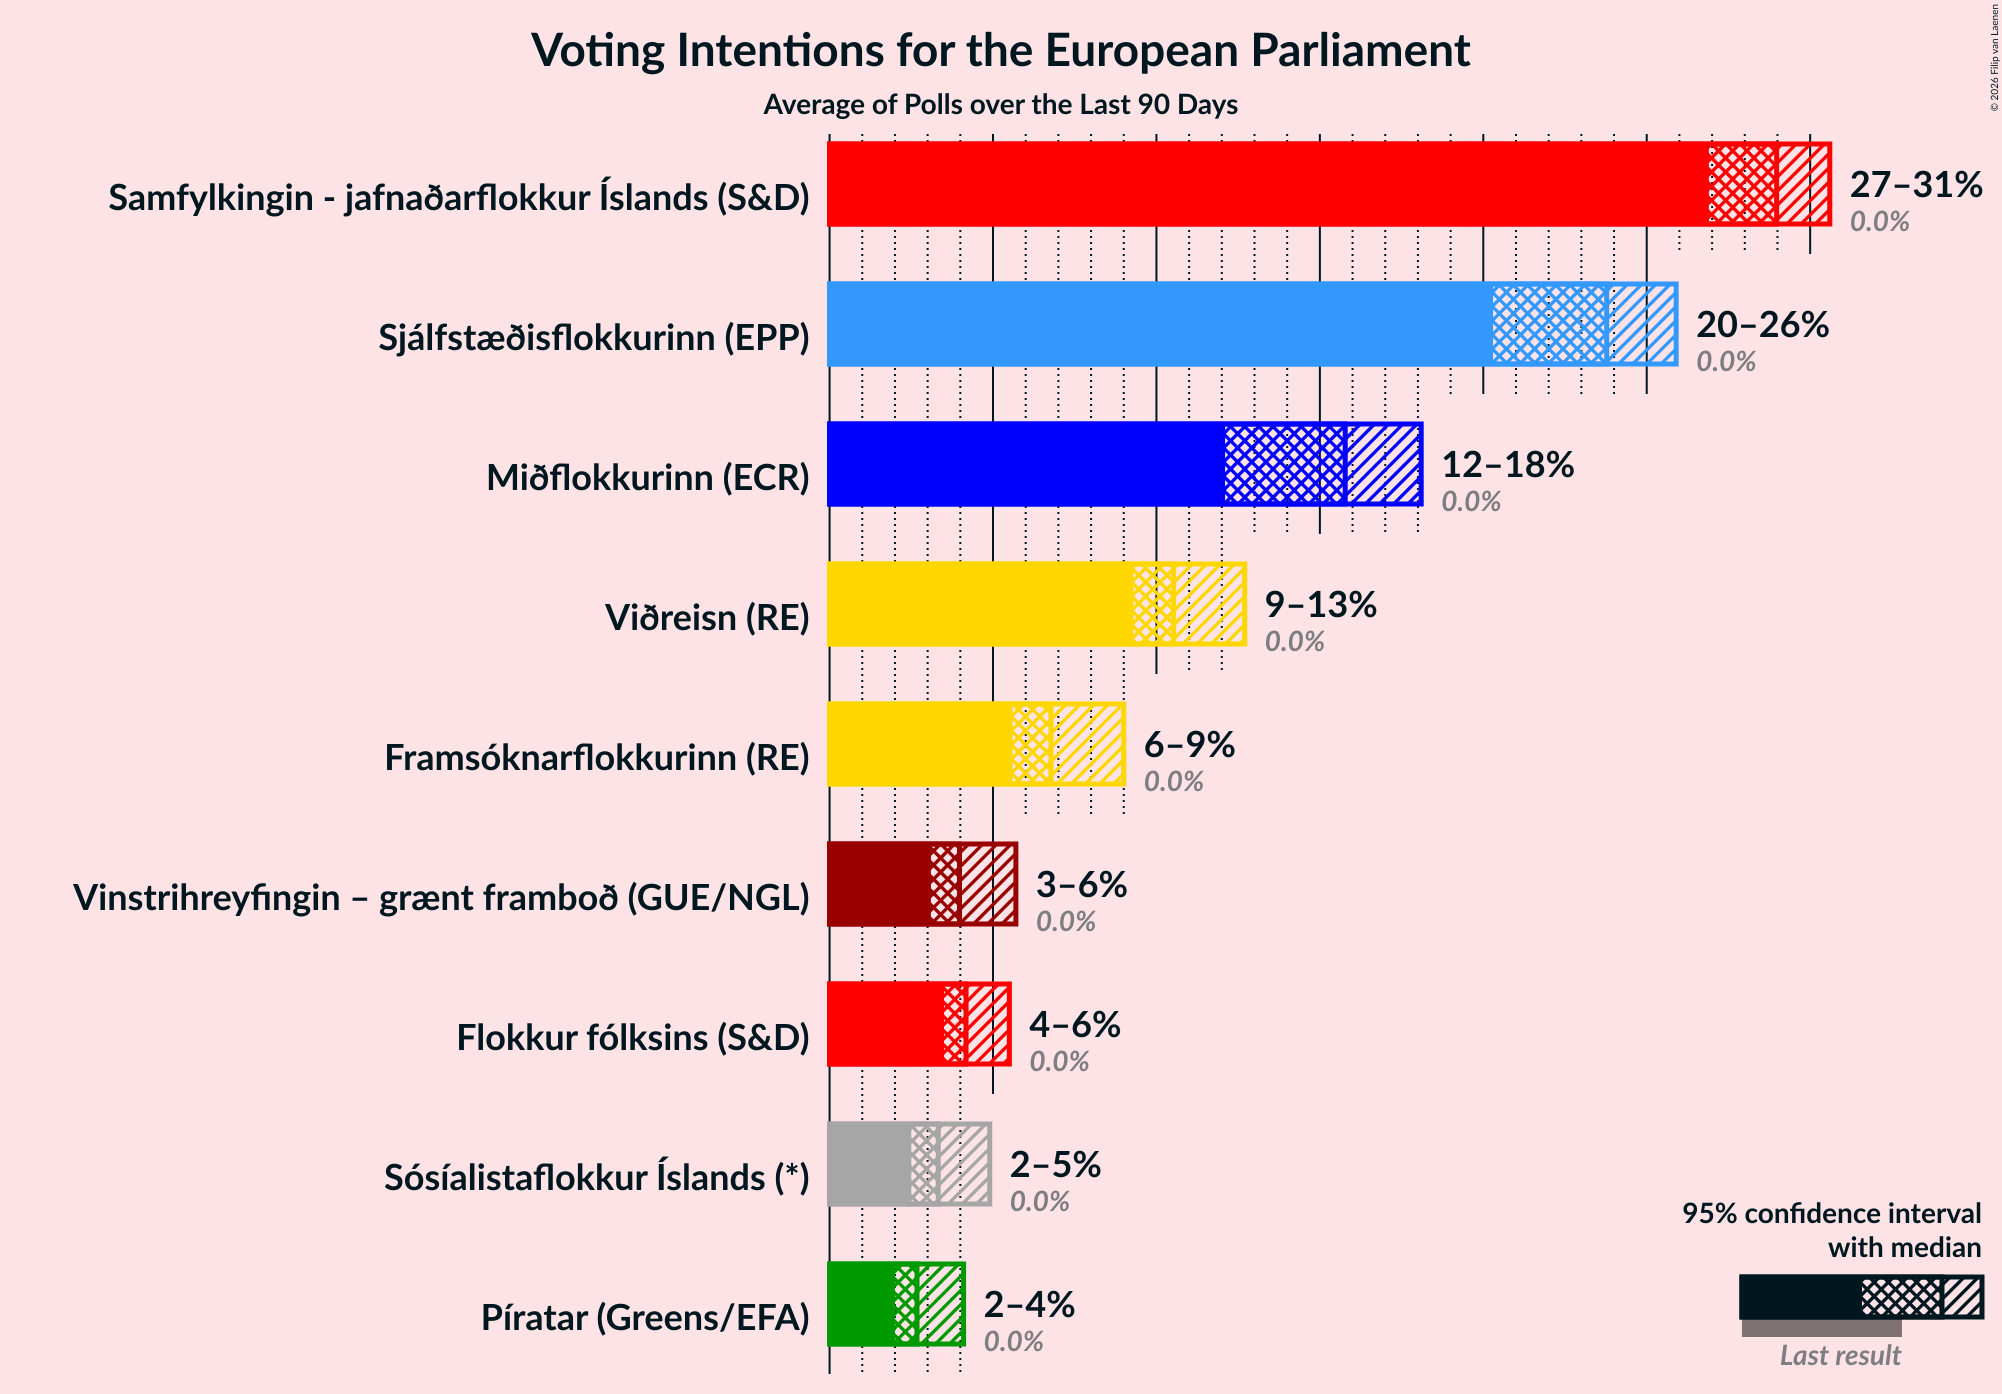 Voting Intentions for the European Parliament
Average of Polls over the Last 90 Days
© 2026 Filip van Laenen
Samfylkingin - jafnaðarflokkur Íslands (S&D)
27–31%
0.0%
Sjálfstæðisflokkurinn (EPP)
20–26%
0.0%
Miðflokkurinn (ECR)
12–18%
0.0%
Viðreisn (RE)
9–13%
0.0%
Framsóknarflokkurinn (RE)
6–9%
0.0%
Vinstrihreyfingin – grænt framboð (GUE/NGL)
3–6%
0.0%
Flokkur fólksins (S&D)
4–6%
0.0%
Sósíalistaflokkur Íslands (*)
2–5%
0.0%
Píratar (Greens/EFA)
2–4%
0.0%
95% confidence interval
with median
Last result